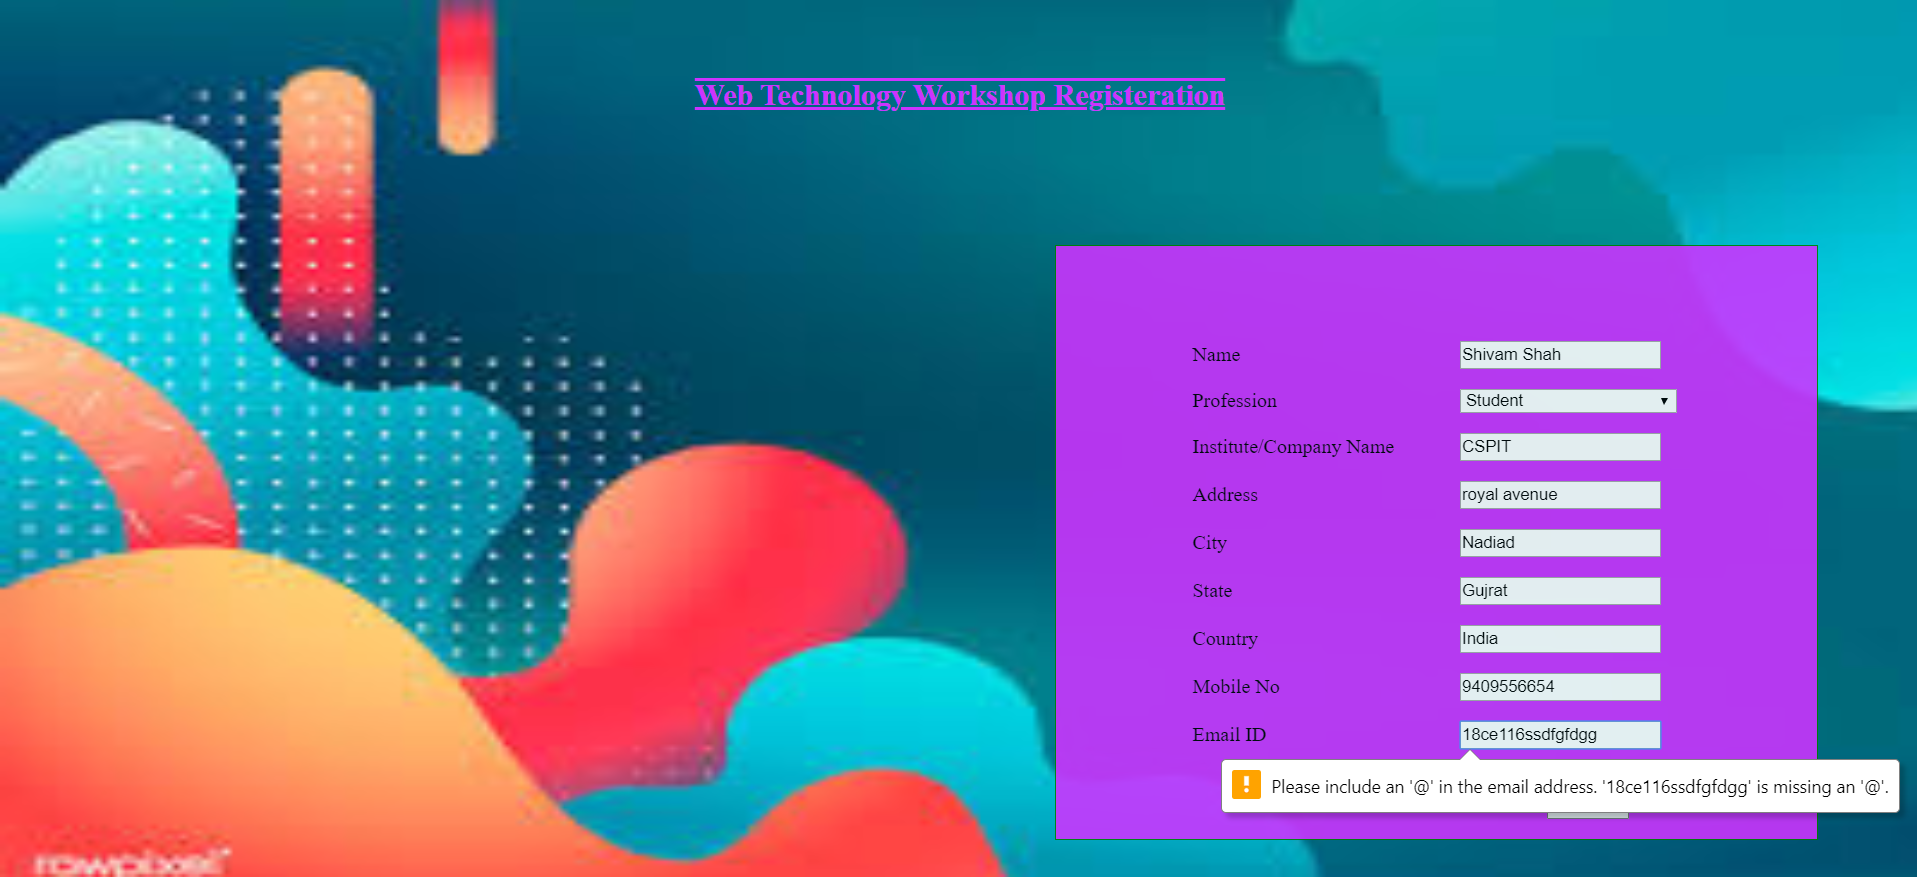 Web Technology Workshop Registeration
Name Shivam Shah
Profession Student
Institute/Company Name CSPIT
Address royal avenue
City Nadiad
State Gujrat
Country India
Mobile No 9409556654
Email ID 18ce116ssdfgfdgg
Please include an '@' in the email address. '18ce116ssdfgfdgg' is missing an '@'.
rawpixel